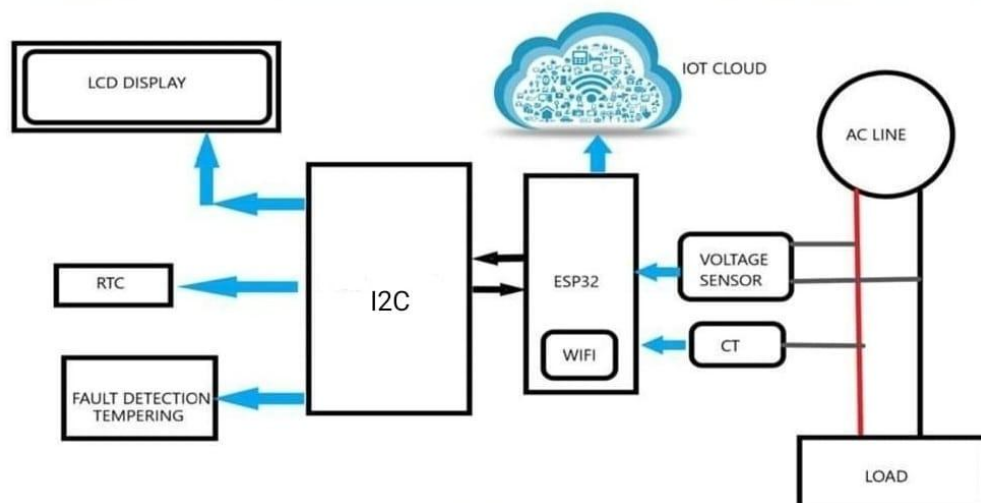 LCD DISPLAY
IOT CLOUD
AC LINE
I2C
ESP32
VOLTAGE
SENSOR
RTC
WIFI
CT
FAULT DETECTION
TEMPERING
LOAD